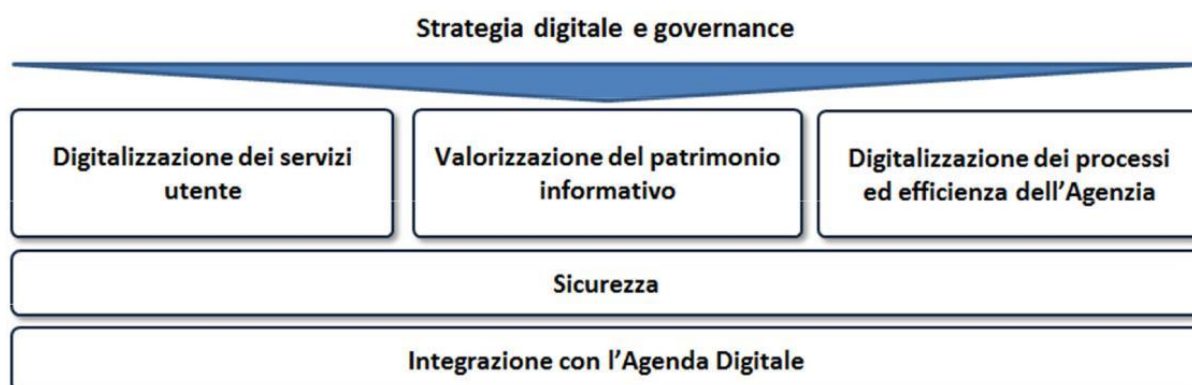 Strategia digitale e governance
Digitalizzazione dei servizi
utente
Valorizzazione del patrimonio
informativo
Digitalizzazione dei processi
ed efficienza dell’Agenzia
Sicurezza
Integrazione con l’Agenda Digitale